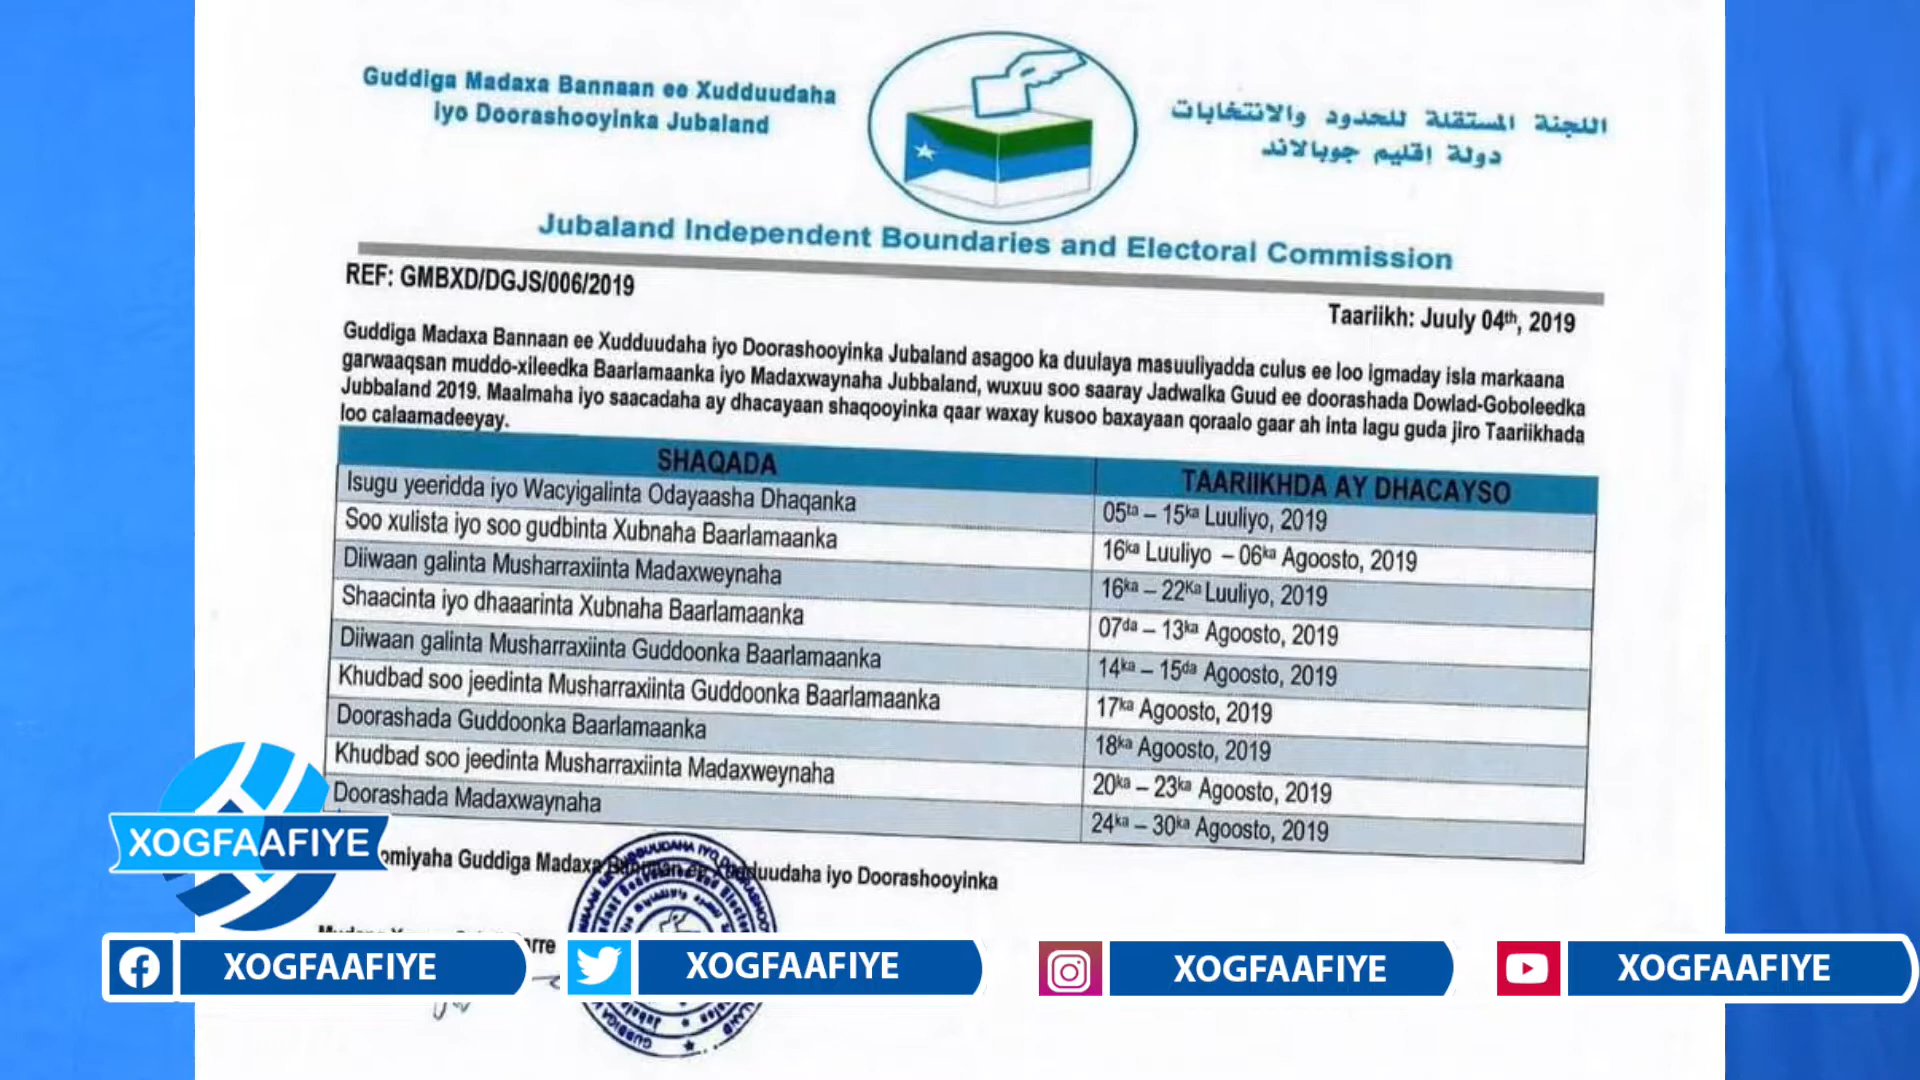 Guddiga Madaxa Bannaan ee Xudduudaha
iyo Doorashooyinka Jubaland
اللجنة المستقلة للحدود والانتخابات
دولة إقليم جوبالاند
Jubaland Independent Boundaries and Electoral Commission
REF: GMBXD/DGJS/006/2019
Taariikh: Juuly 04th, 2019
Guddiga Madaxa Bannaan ee Xudduudaha iyo Doorashooyinka Jubaland asagoo ka duulaya masuuliyadda culus ee loo igmaday isla markaana
garwaaqsan muddo-xileedka Baarlamaanka iyo Madaxwaynaha Jubbaland, wuxuu soo saaray Jadwalka Guud ee doorashada Dowlad-Goboleedka
Jubbaland 2019. Maalmaha iyo saacadaha ay dhacayaan shaqooyinka qaar waxay kusoo baxayaan qoraalo gaar ah inta lagu guda jiro Taariikhada
loo calaamadeeyay.
SHAQADA TAARIIKHDA AY DHACAYSO
Isugu yeeridda iyo Wacyigalinta Odayaasha Dhaqanka 05ta – 15ka Luuliyo, 2019
Soo xulista iyo soo gudbinta Xubnaha Baarlamaanka 16ka Luuliyo – 06ka Agoosto, 2019
Diiwaan galinta Musharraxiinta Madaxweynaha 16ka – 22Ka Luuliyo, 2019
Shaacinta iyo dhaaarinta Xubnaha Baarlamaanka 07da – 13ka Agoosto, 2019
Diiwaan galinta Musharraxiinta Guddoonka Baarlamaanka 14ka – 15da Agoosto, 2019
Khudbad soo jeedinta Musharraxiinta Guddoonka Baarlamaanka 17ka Agoosto, 2019
Doorashada Guddoonka Baarlamaanka 18ka Agoosto, 2019
Khudbad soo jeedinta Musharraxiinta Madaxweynaha 20ka – 23ka Agoosto, 2019
Doorashada Madaxwaynaha 24ka – 30ka Agoosto, 2019
XOGFAAFIYE
omiyaha Guddiga Madaxa Bannaan ee Xudduudaha iyo Doorashooyinka
XOGFAAFIYE XOGFAAFIYE XOGFAAFIYE XOGFAAFIYE